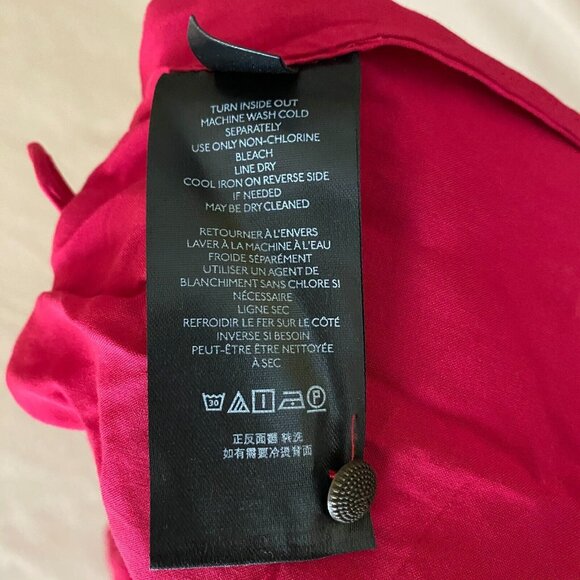 TURN INSIDE OUT
MACHINE WASH COLD
SEPARATELY
USE ONLY NON-CHLORINE
BLEACH
LINE DRY
COOL IRON ON REVERSE SIDE
IF NEEDED
MAY BE DRY CLEANED
RETOURNER À L'ENVERS
LAVER À LA MACHINE À L'EAU
FROIDE SÉPARÉMENT
UTILISER UN AGENT DE
BLANCHIMENT SANS CHLORE SI
NÉCESSAIRE
LIGNE SEC
REFROIDIR LE FER SUR LE CÔTÉ
INVERSE SI BESOIN
PEUT-ÊTRE ÊTRE NETTOYÉE
À SEC
30 P
正反面翻 洗
如有需要冷烫背面